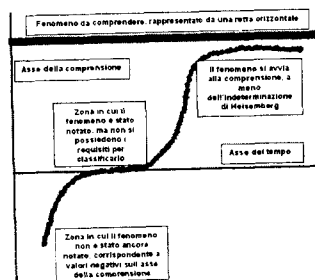 Fenomeno da comprendere, rappresentato da una retta orizzontale
Asse della comprensione
Il fenomeno si avvia
alla comprensione, a
meno
dell'indeterminazione
di Heisemberg
Zona in cui il
fenomeno è stato
notato, ma non si
possiedono i
requisiti per
classificarlo
Asse del tempo
Zona in cui il fenomeno
non è stato ancora
notato, corrispondente a
valori negativi sull'asse
della comprensione